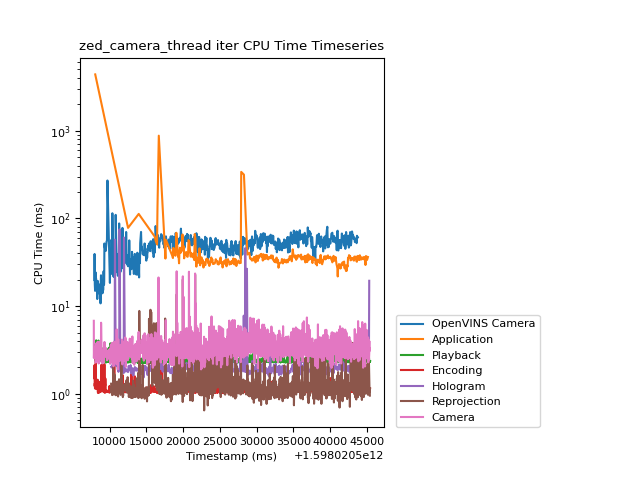 zed_camera_thread iter CPU Time Timeseries
CPU Time (ms)
10³
10²
10¹
10⁰
10000 15000 20000 25000 30000 35000 40000 45000
Timestamp (ms)
+1.5980205e12
OpenVINS Camera
Application
Playback
Encoding
Hologram
Reprojection
Camera